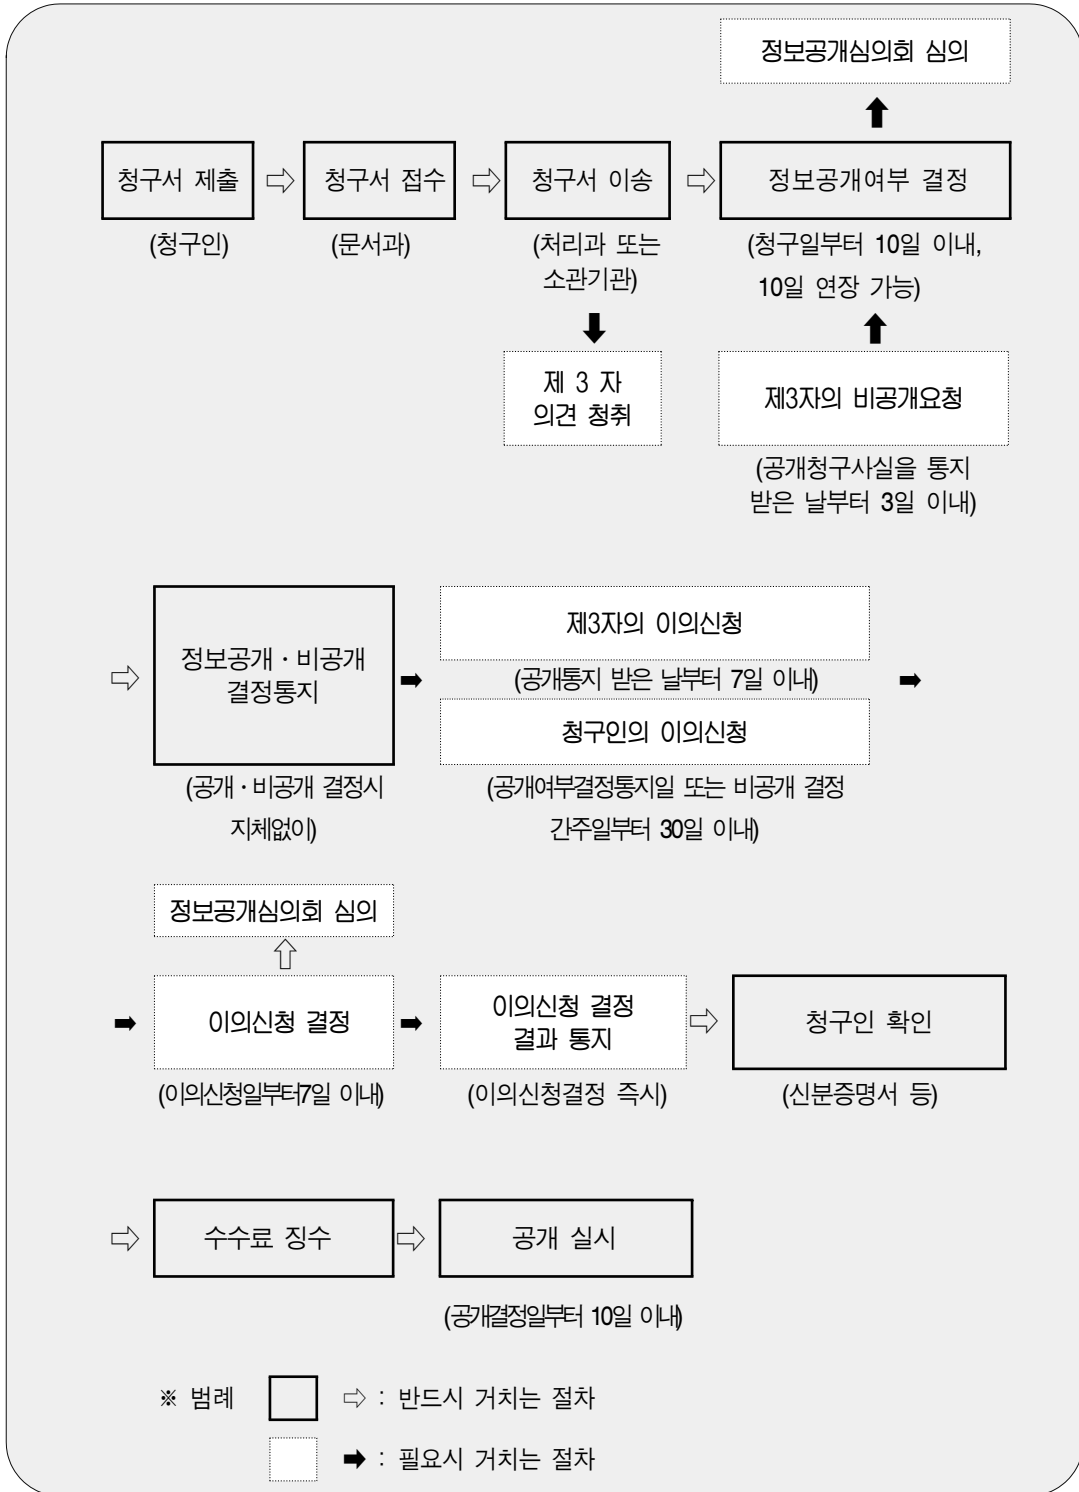 정보공개심의회 심의
청구서 제출 ⇨ 청구서 접수 ⇨ 청구서 이송 ⇨ 정보공개여부 결정
(청구인)
(문서과)
(처리과 또는
소관기관)
(청구일부터 10일 이내,
10일 연장 가능)
제 3 자
의견 청취
제3자의 비공개요청
(공개청구사실을 통지
받은 날부터 3일 이내)
정보공개 · 비공개
결정통지
(공개 · 비공개 결정시
지체없이)
제3자의 이의신청
(공개통지 받은 날부터 7일 이내)
청구인의 이의신청
(공개여부결정통지일 또는 비공개 결정
간주일부터 30일 이내)
정보공개심의회 심의
이의신청 결정
(이의신청일부터7일 이내)
이의신청 결정
결과 통지
(이의신청결정 즉시)
청구인 확인
(신분증명서 등)
수수료 징수
공개 실시
(공개결정일부터 10일 이내)
※ 범례 ⇨ : 반드시 거치는 절차
➡ : 필요시 거치는 절차